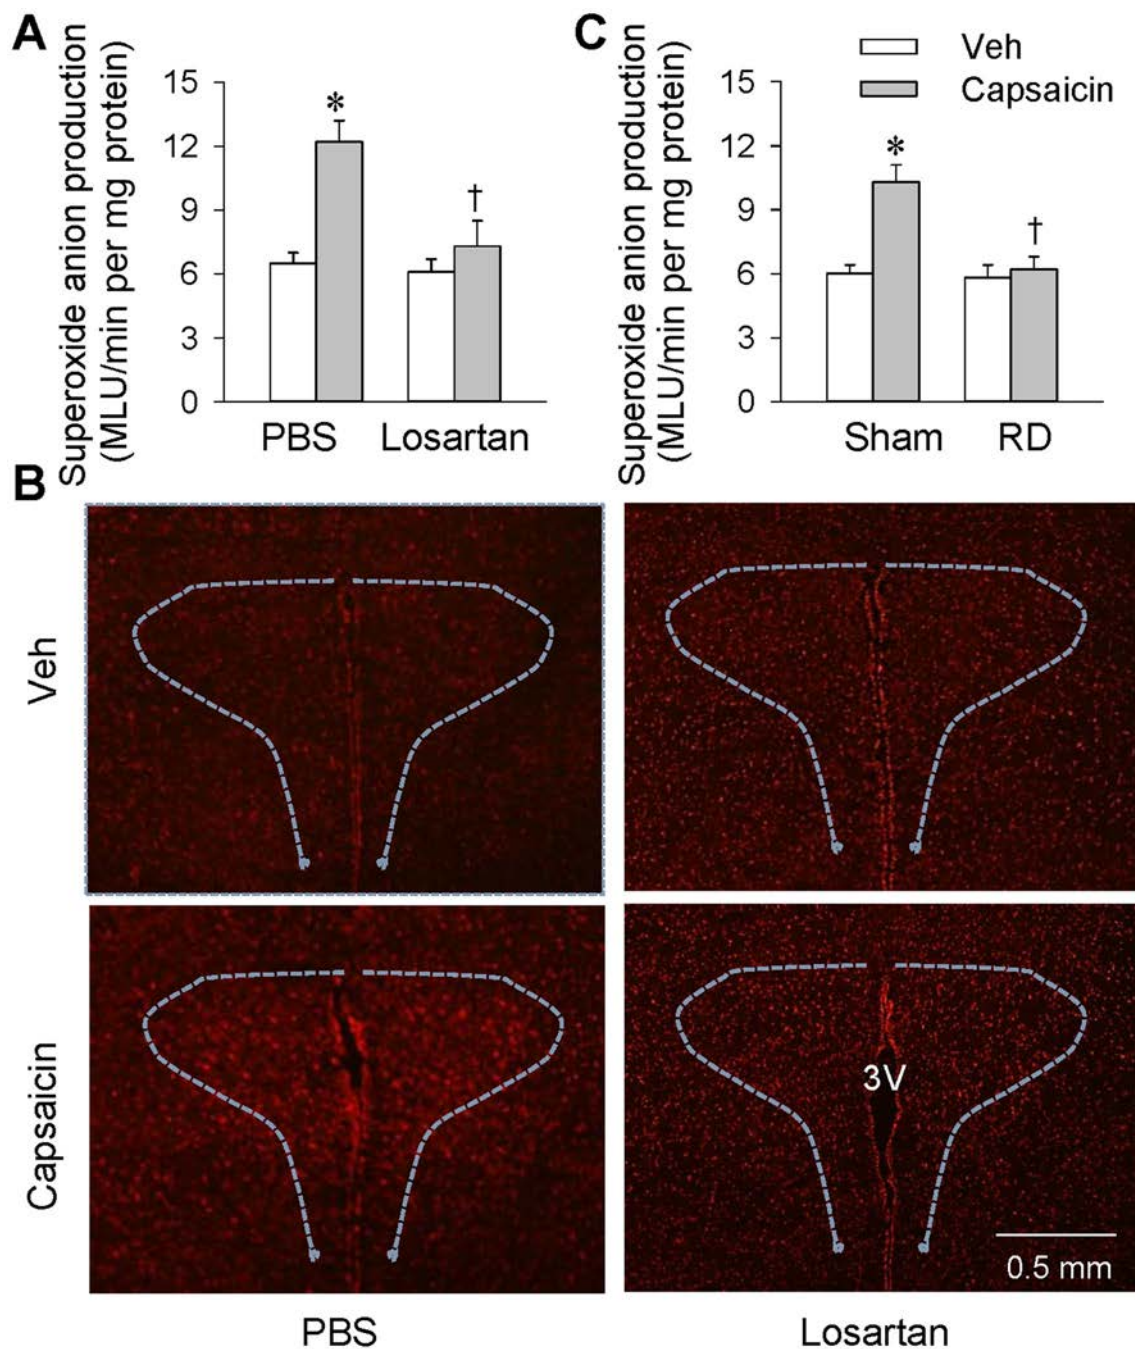 A
Superoxide anion production
(MLU/min per mg protein)
15
12
9
6
3
0
*
†
PBS Losartan
C
Veh
Capsaicin
Superoxide anion production
(MLU/min per mg protein)
15
12
9
6
3
0
*
†
Sham RD
B
Veh
Capsaicin
3V
0.5 mm
PBS Losartan